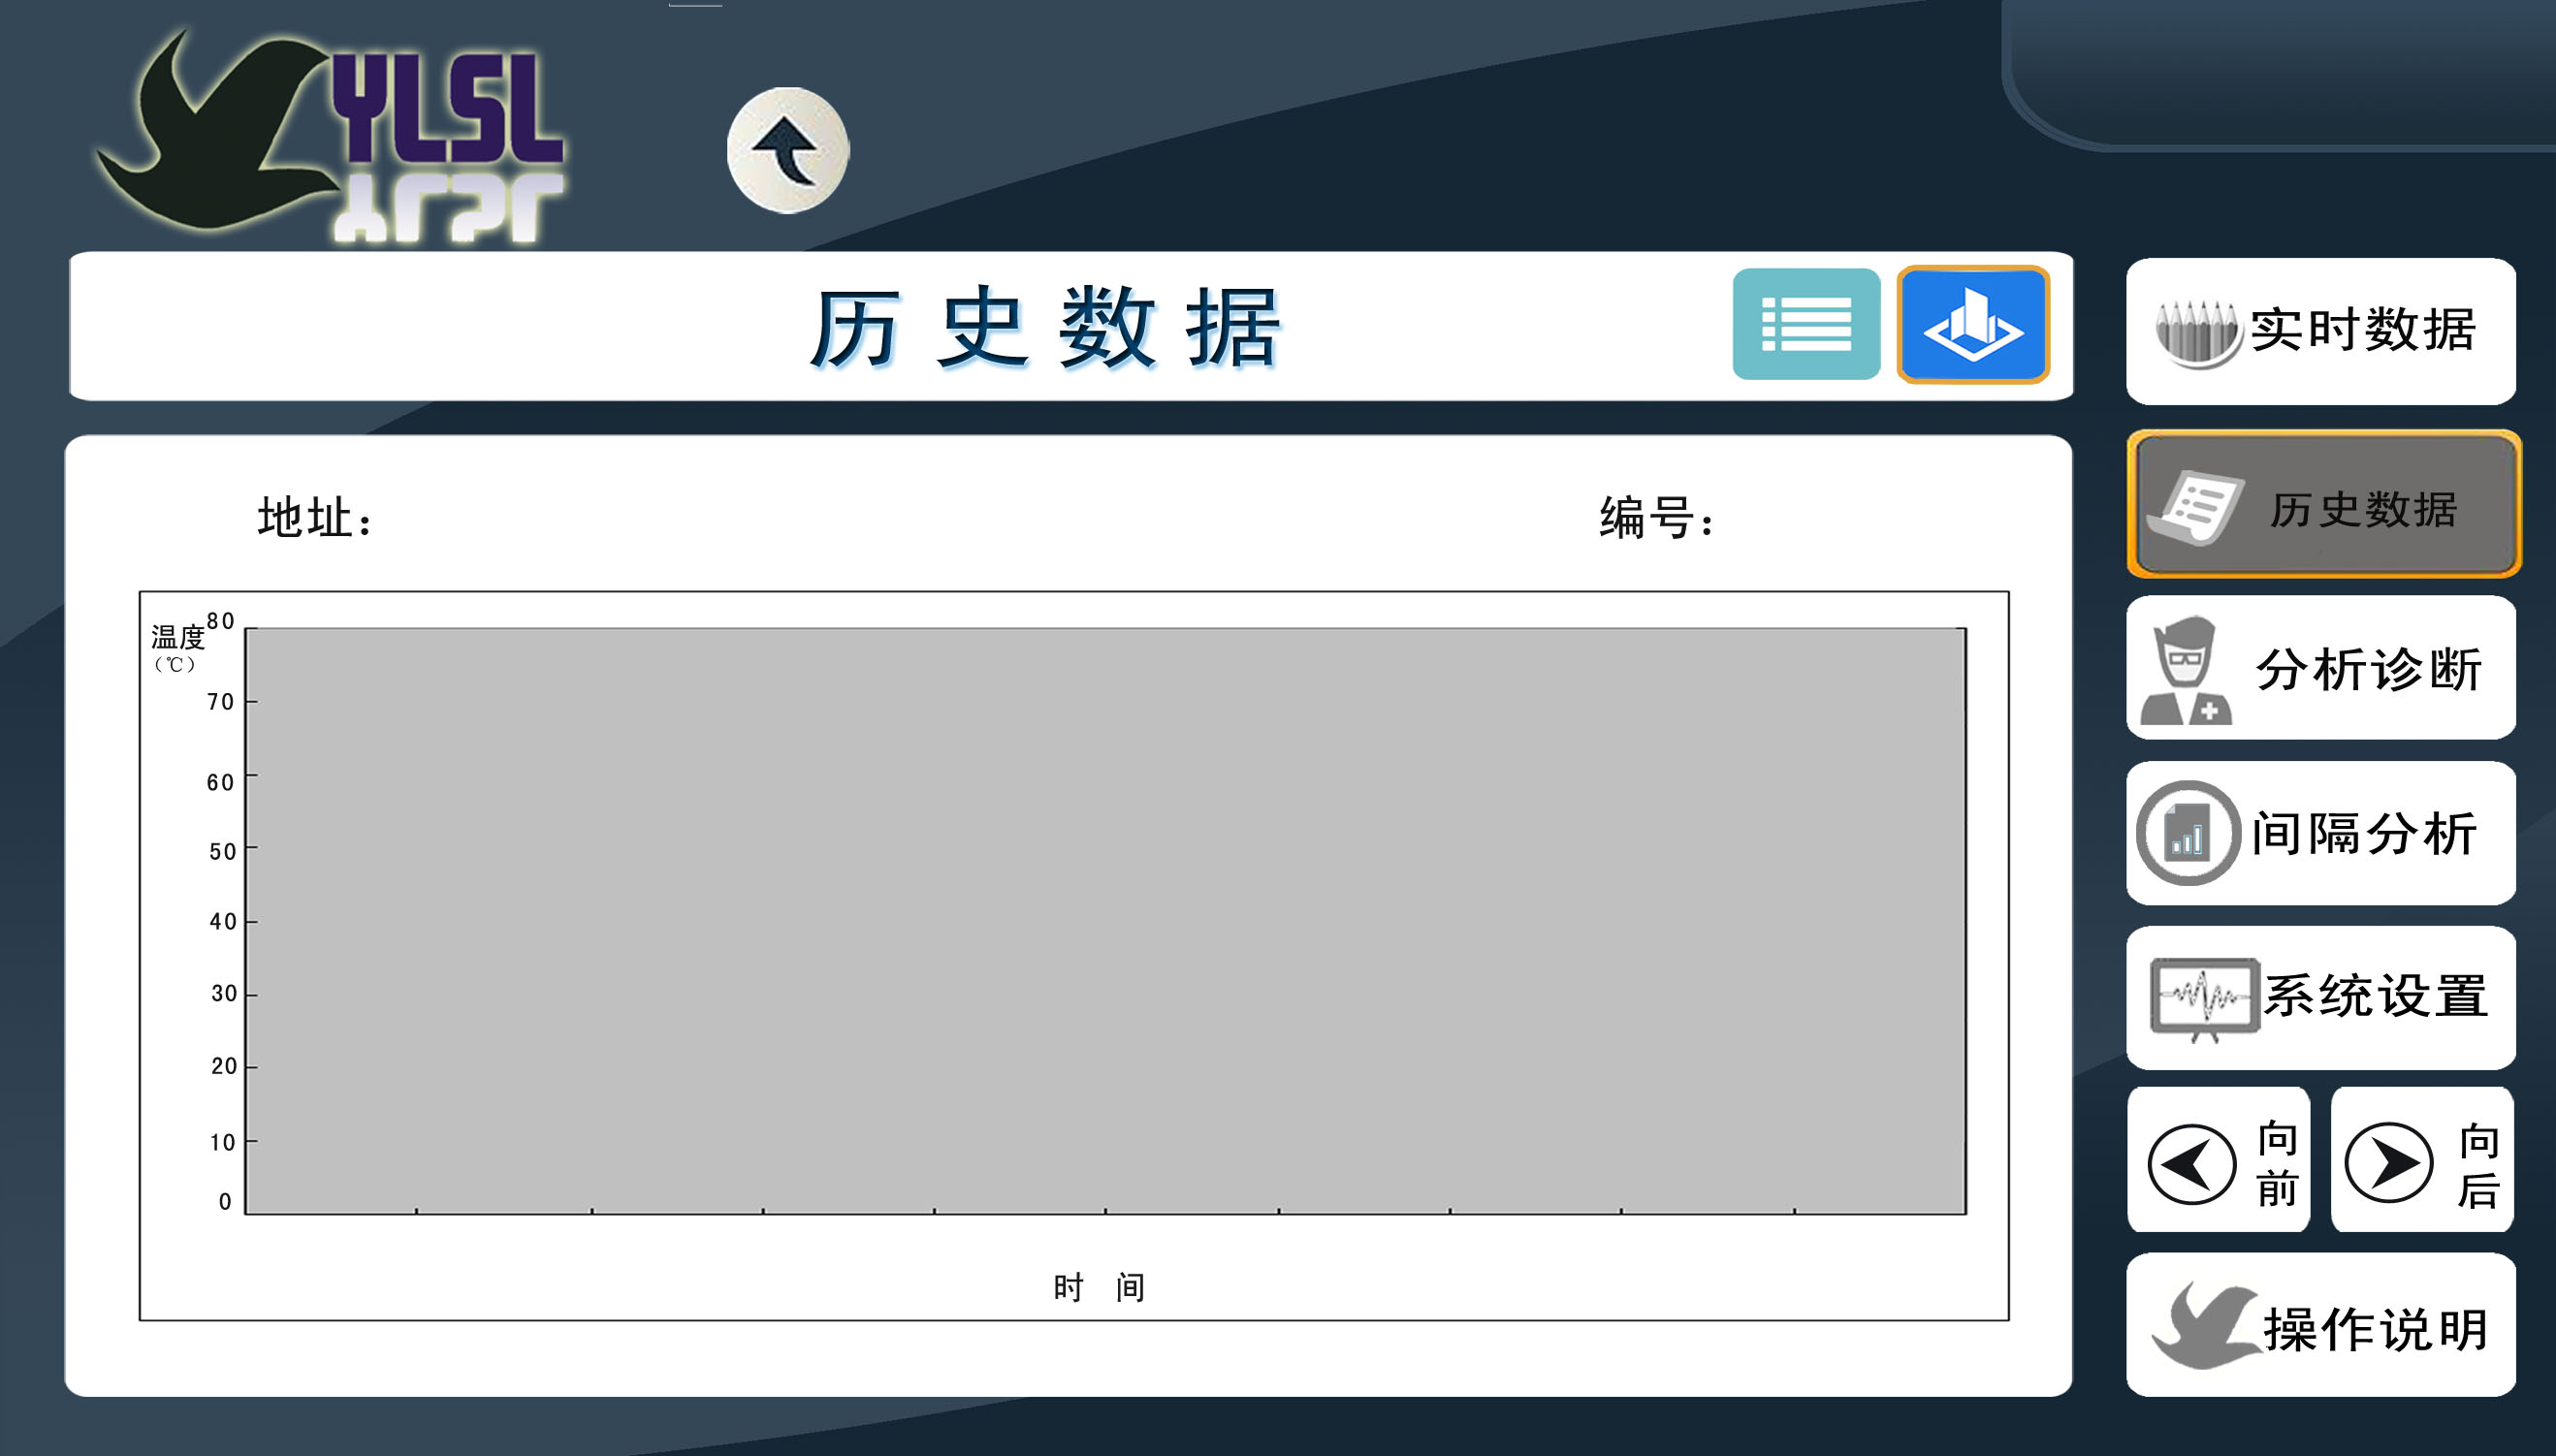 YLSL
历史数据
地址：
编号：
温度
（℃）
80
70
60
50
40
30
20
10
0
时 间
实时数据
历史数据
分析诊断
间隔分析
系统设置
向前
向后
操作说明